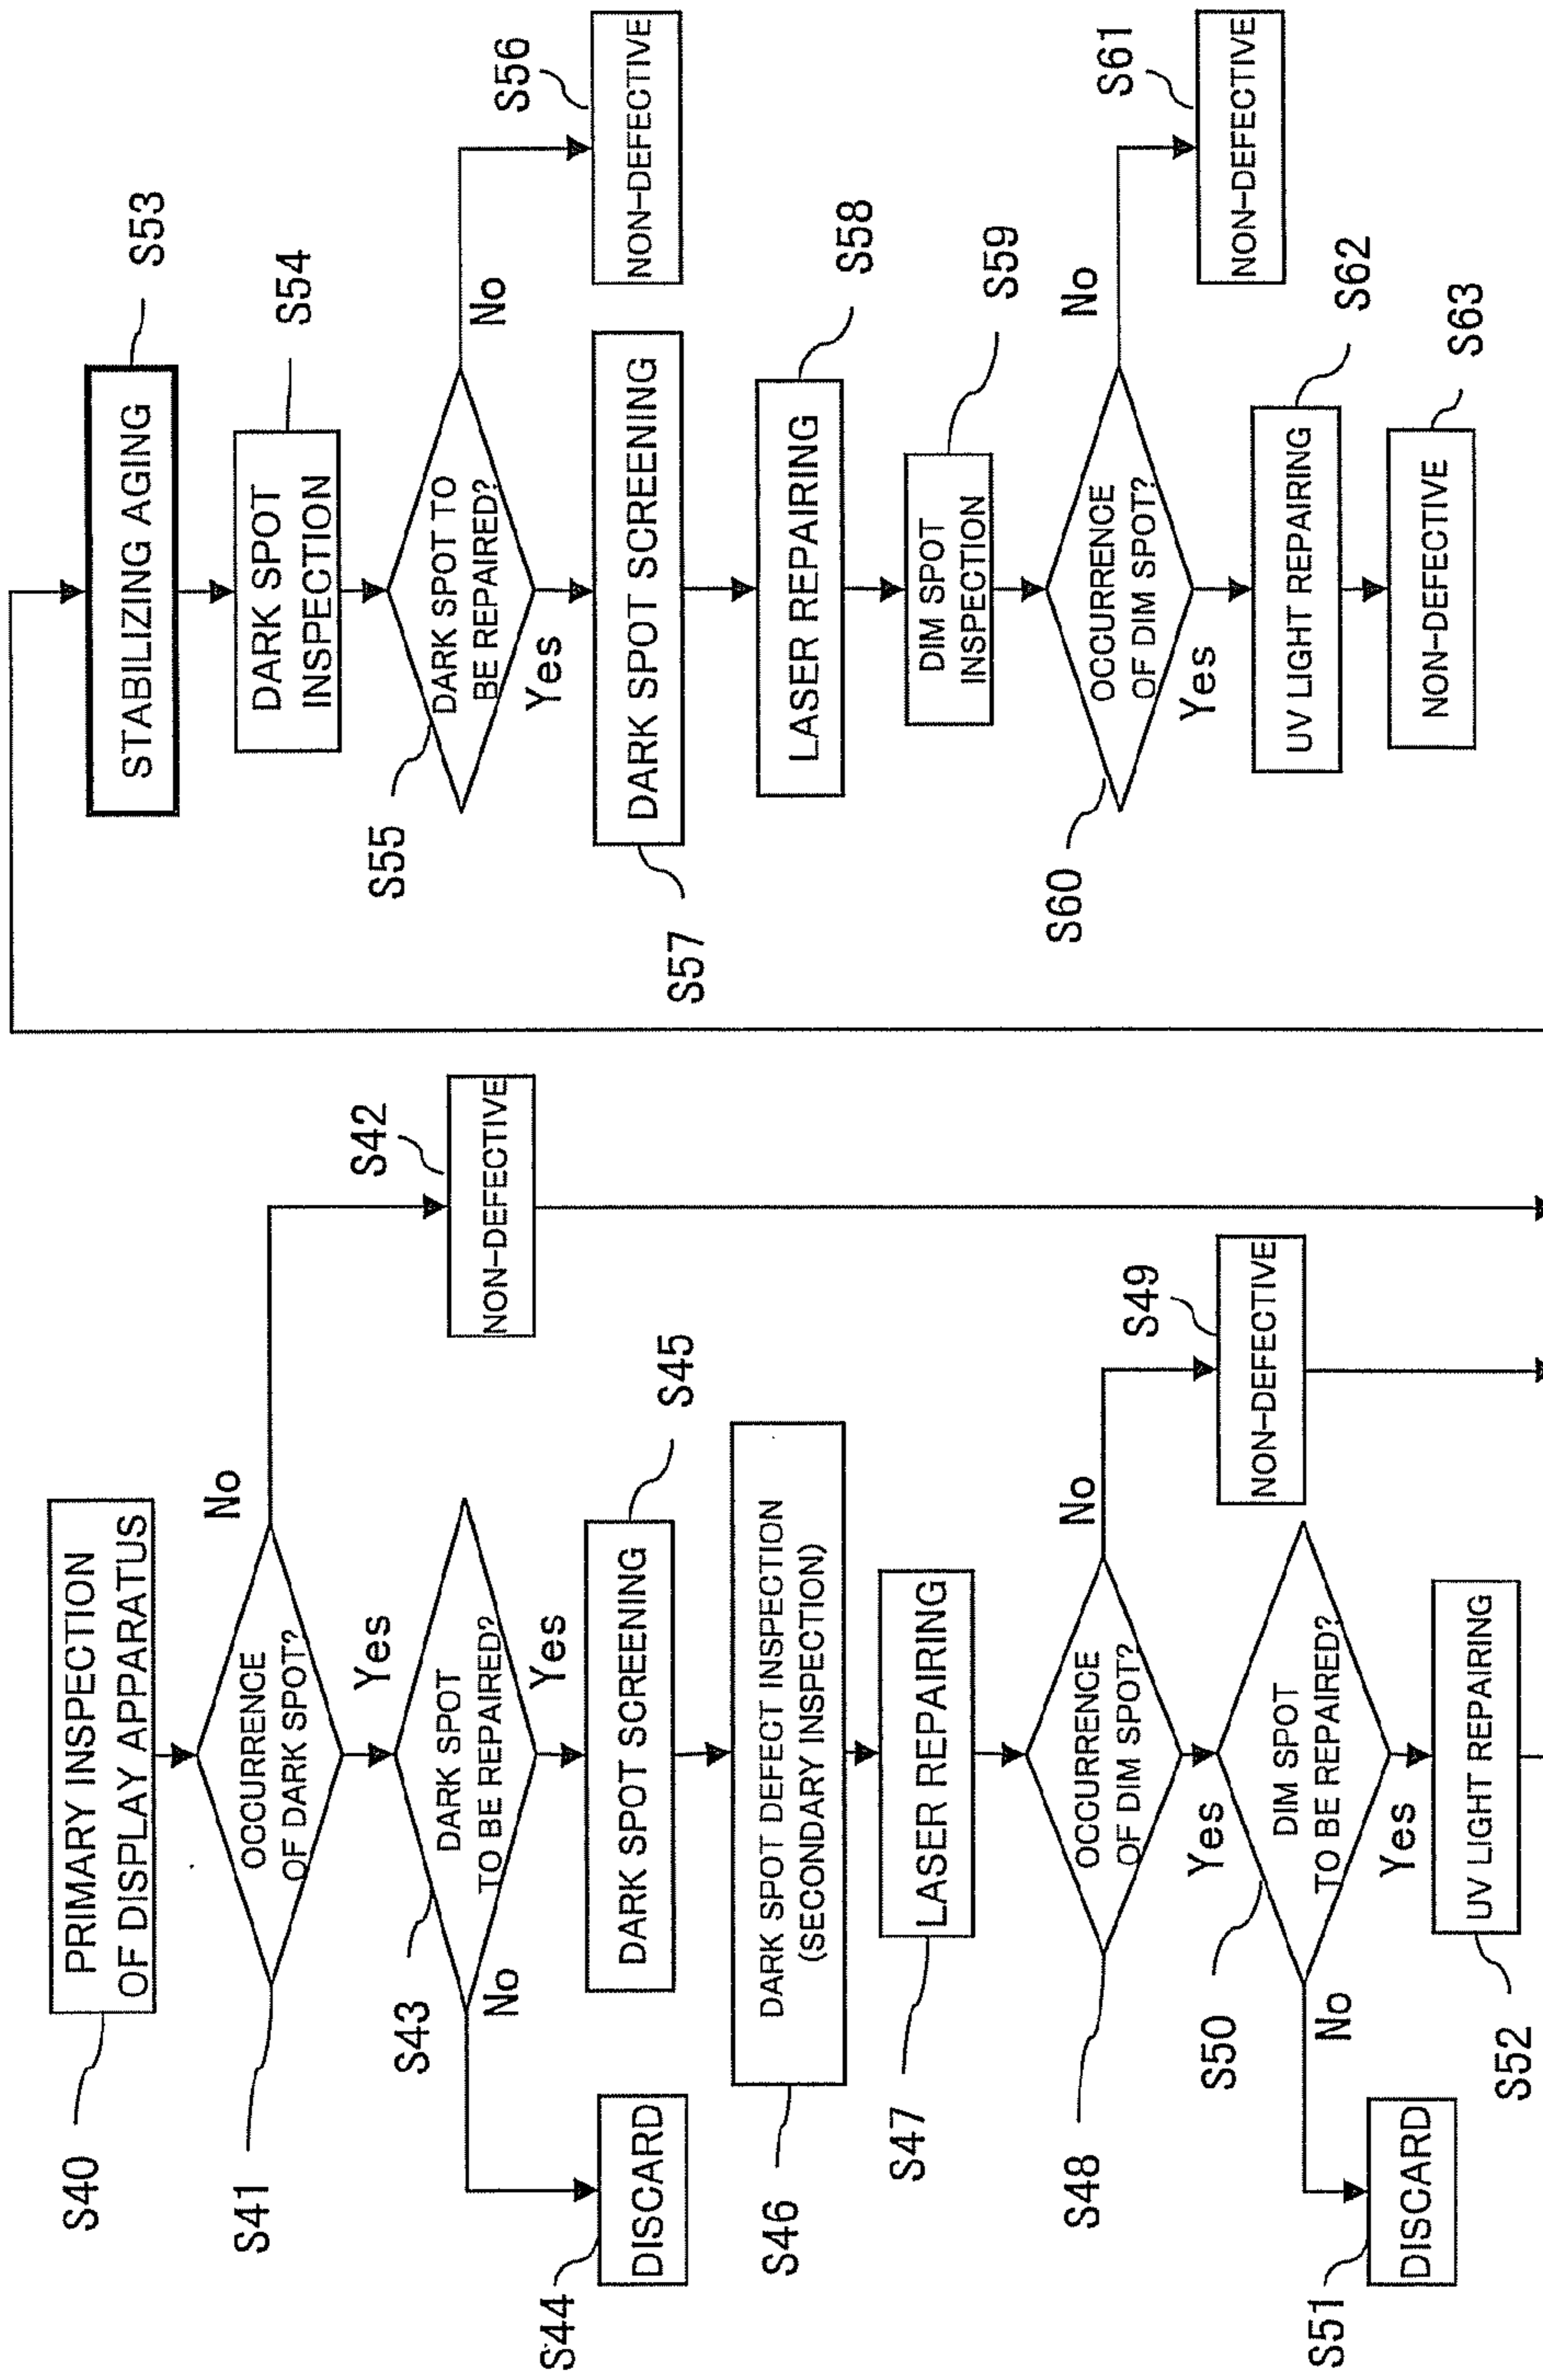 S40
PRIMARY INSPECTION
OF DISPLAY APPARATUS
S41
OCCURRENCE
OF DARK SPOT?
No
Yes
S42
NON-DEFECTIVE
S43
DARK SPOT
TO BE REPAIRED?
No
Yes
S44
DISCARD
S45
DARK SPOT SCREENING
S46
DARK SPOT DEFECT INSPECTION
(SECONDARY INSPECTION)
S47
LASER REPAIRING
S48
OCCURRENCE
OF DIM SPOT?
No
Yes
S49
NON-DEFECTIVE
S50
DIM SPOT
TO BE REPAIRED?
No
Yes
S51
DISCARD
S52
UV LIGHT REPAIRING
S53
STABILIZING AGING
S54
DARK SPOT
INSPECTION
S55
DARK SPOT TO
BE REPAIRED?
No
Yes
S56
NON-DEFECTIVE
S57
DARK SPOT SCREENING
S58
LASER REPAIRING
S59
DIM SPOT
INSPECTION
S60
OCCURRENCE
OF DIM SPOT?
No
Yes
S61
NON-DEFECTIVE
S62
UV LIGHT REPAIRING
S63
NON-DEFECTIVE